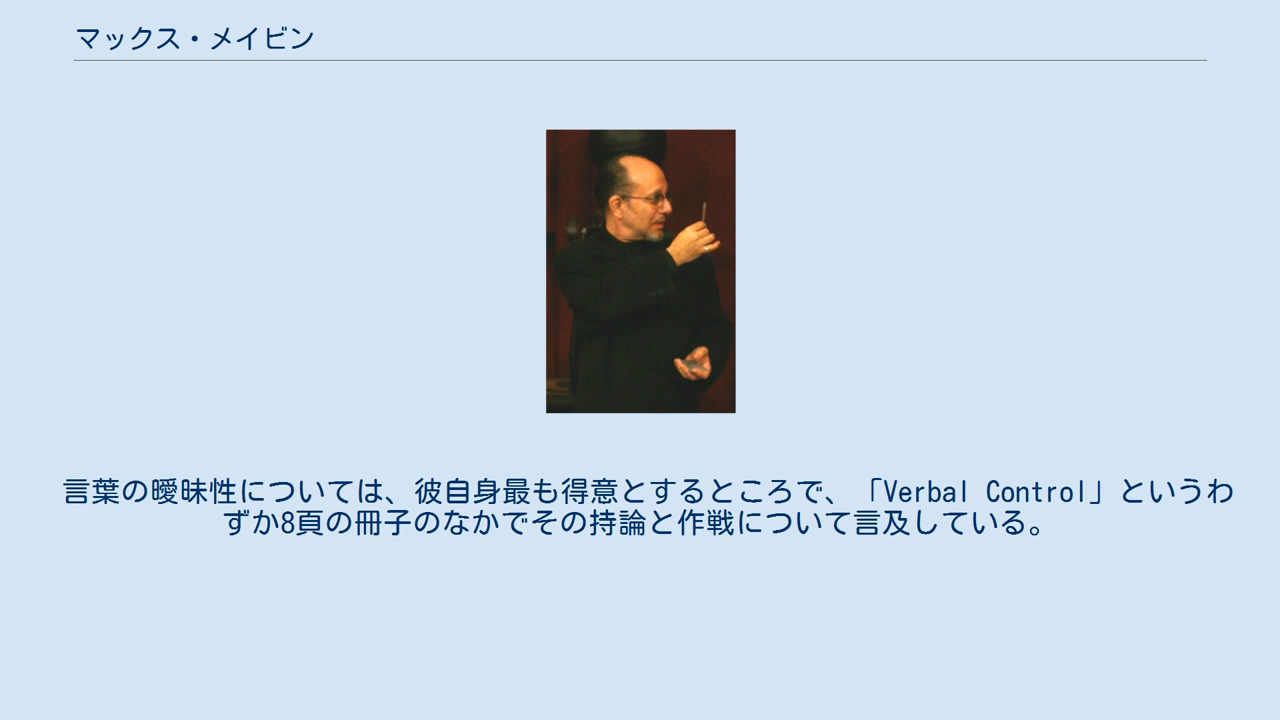 マックス・メイビン
言葉の曖昧性については、彼自身最も得意とするところで、「Verbal Control」というわ
ずか8頁の冊子のなかでその持論と作戦について言及している。